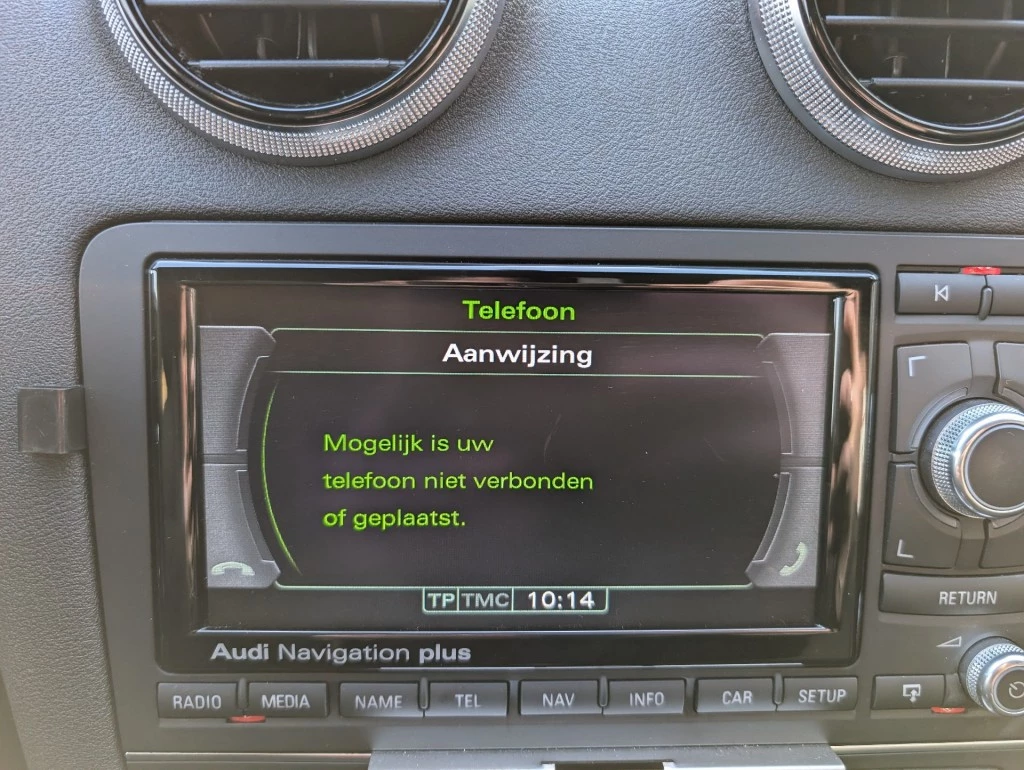 Telefoon
Aanwijzing
Mogelijk is uw
telefoon niet verbonden
of geplaatst.
TP TMC 10:14
RETURN
Audi Navigation plus
RADIO MEDIA NAME TEL NAV INFO CAR SETUP